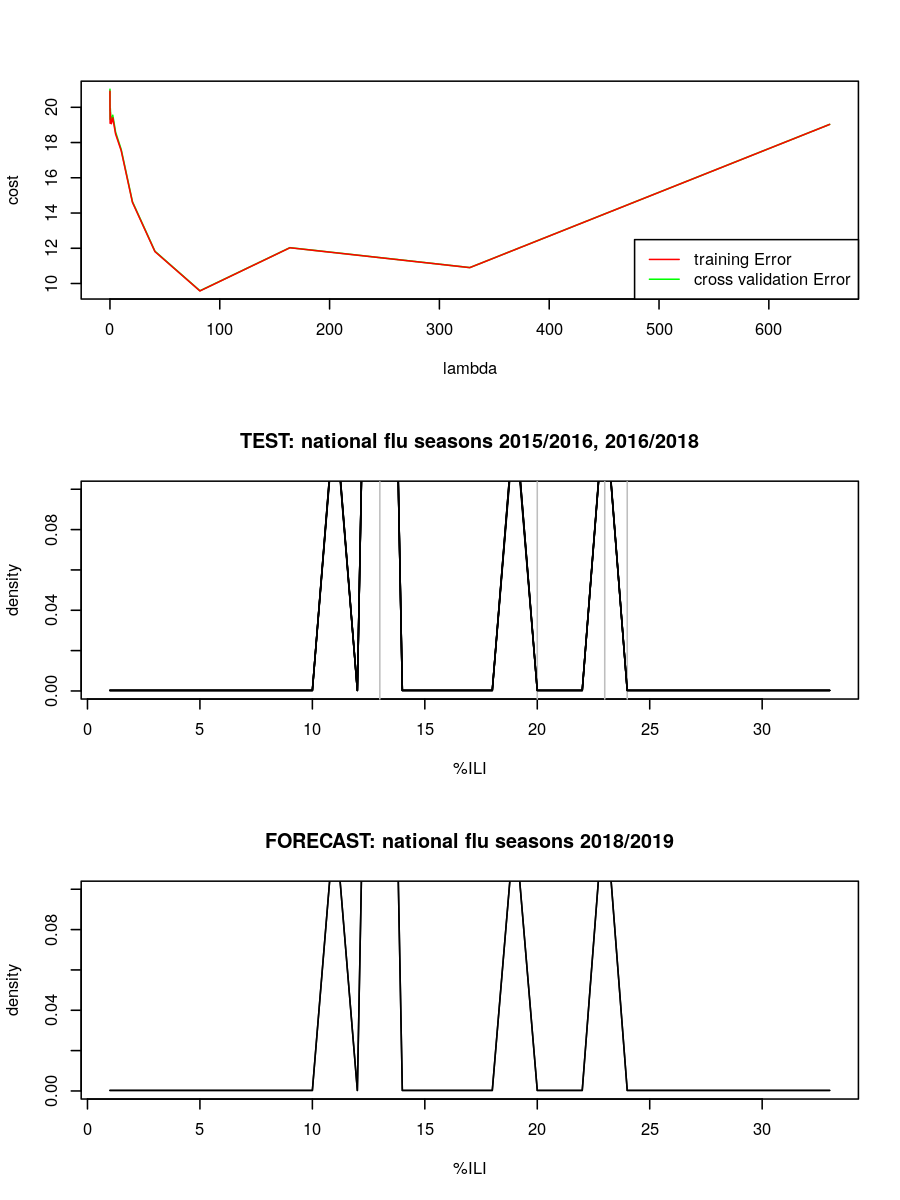 cost
20
18
16
14
12
10
training Error
cross validation Error
0 100 200 300 400 500 600
lambda
TEST: national flu seasons 2015/2016, 2016/2018
density
0.08
0.04
0.00
0 5 10 15 20 25 30
%ILI
FORECAST: national flu seasons 2018/2019
density
0.08
0.04
0.00
0 5 10 15 20 25 30
%ILI